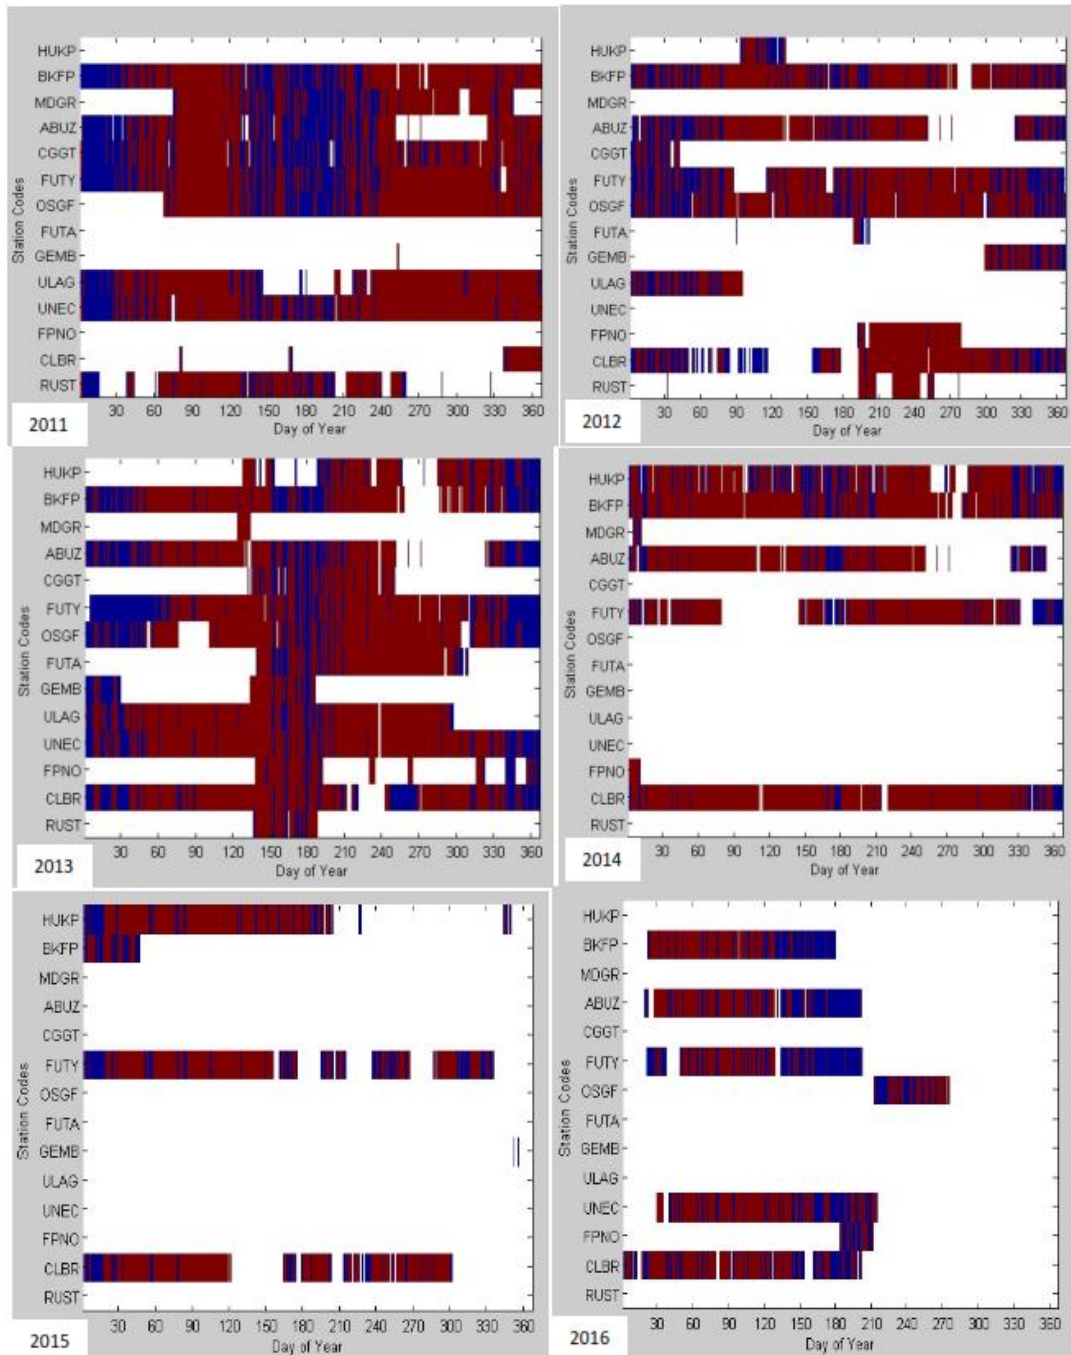 HUKP
BKFP
MDGR
ABUZ
CGGT
FUTY
OSGF
FUTA
GEMB
ULAG
UNEC
FPNO
CLBR
RUST
Station Codes
30 60 90 120 150 180 210 240 270 300 330 360
Day of Year
2011
HUKP
BKFP
MDGR
ABUZ
CGGT
FUTY
OSGF
FUTA
GEMB
ULAG
UNEC
FPNO
CLBR
RUST
Station Codes
30 60 90 120 150 180 210 240 270 300 330 360
Day of Year
2012
HUKP
BKFP
MDGR
ABUZ
CGGT
FUTY
OSGF
FUTA
GEMB
ULAG
UNEC
FPNO
CLBR
RUST
Station Codes
30 60 90 120 150 180 210 240 270 300 330 360
Day of Year
2013
HUKP
BKFP
MDGR
ABUZ
CGGT
FUTY
OSGF
FUTA
GEMB
ULAG
UNEC
FPNO
CLBR
RUST
Station Codes
30 60 90 120 150 180 210 240 270 300 330 360
Day of Year
2014
HUKP
BKFP
MDGR
ABUZ
CGGT
FUTY
OSGF
FUTA
GEMB
ULAG
UNEC
FPNO
CLBR
RUST
Station Codes
30 60 90 120 150 180 210 240 270 300 330 360
Day of Year
2015
HUKP
BKFP
MDGR
ABUZ
CGGT
FUTY
OSGF
FUTA
GEMB
ULAG
UNEC
FPNO
CLBR
RUST
Station Codes
30 60 90 120 150 180 210 240 270 300 330 360
Day of Year
2016